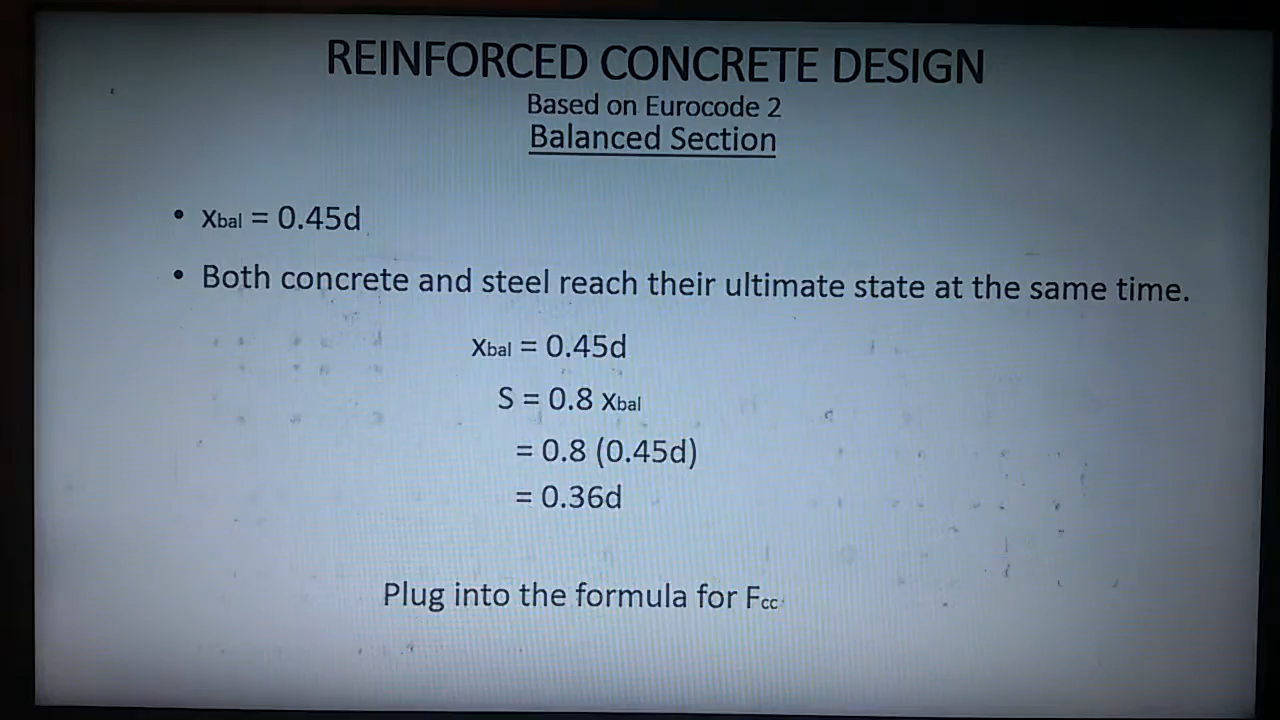 REINFORCED CONCRETE DESIGN
Based on Eurocode 2
Balanced Section
• Xbal = 0.45d
• Both concrete and steel reach their ultimate state at the same time.
Xbal = 0.45d
S = 0.8 Xbal
= 0.8 (0.45d)
= 0.36d
Plug into the formula for Fcc